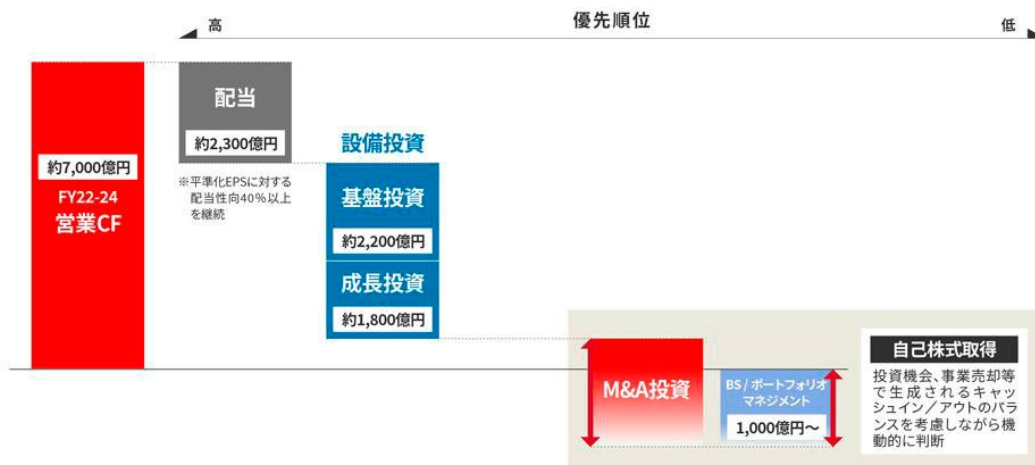 高
優先順位
低
配当
約2,300億円
※平準化EPSに対する
配当性向40%以上
を継続
約7,000億円
FY22-24
営業CF
設備投資
基盤投資
約2,200億円
成長投資
約1,800億円
M&A投資
BS / ポートフォリオ
マネジメント
1,000億円～
自己株式取得
投資機会、事業売却等
で生成されるキャッ
シュイン／アウトのバラ
ンスを考慮しながら機
動的に判断